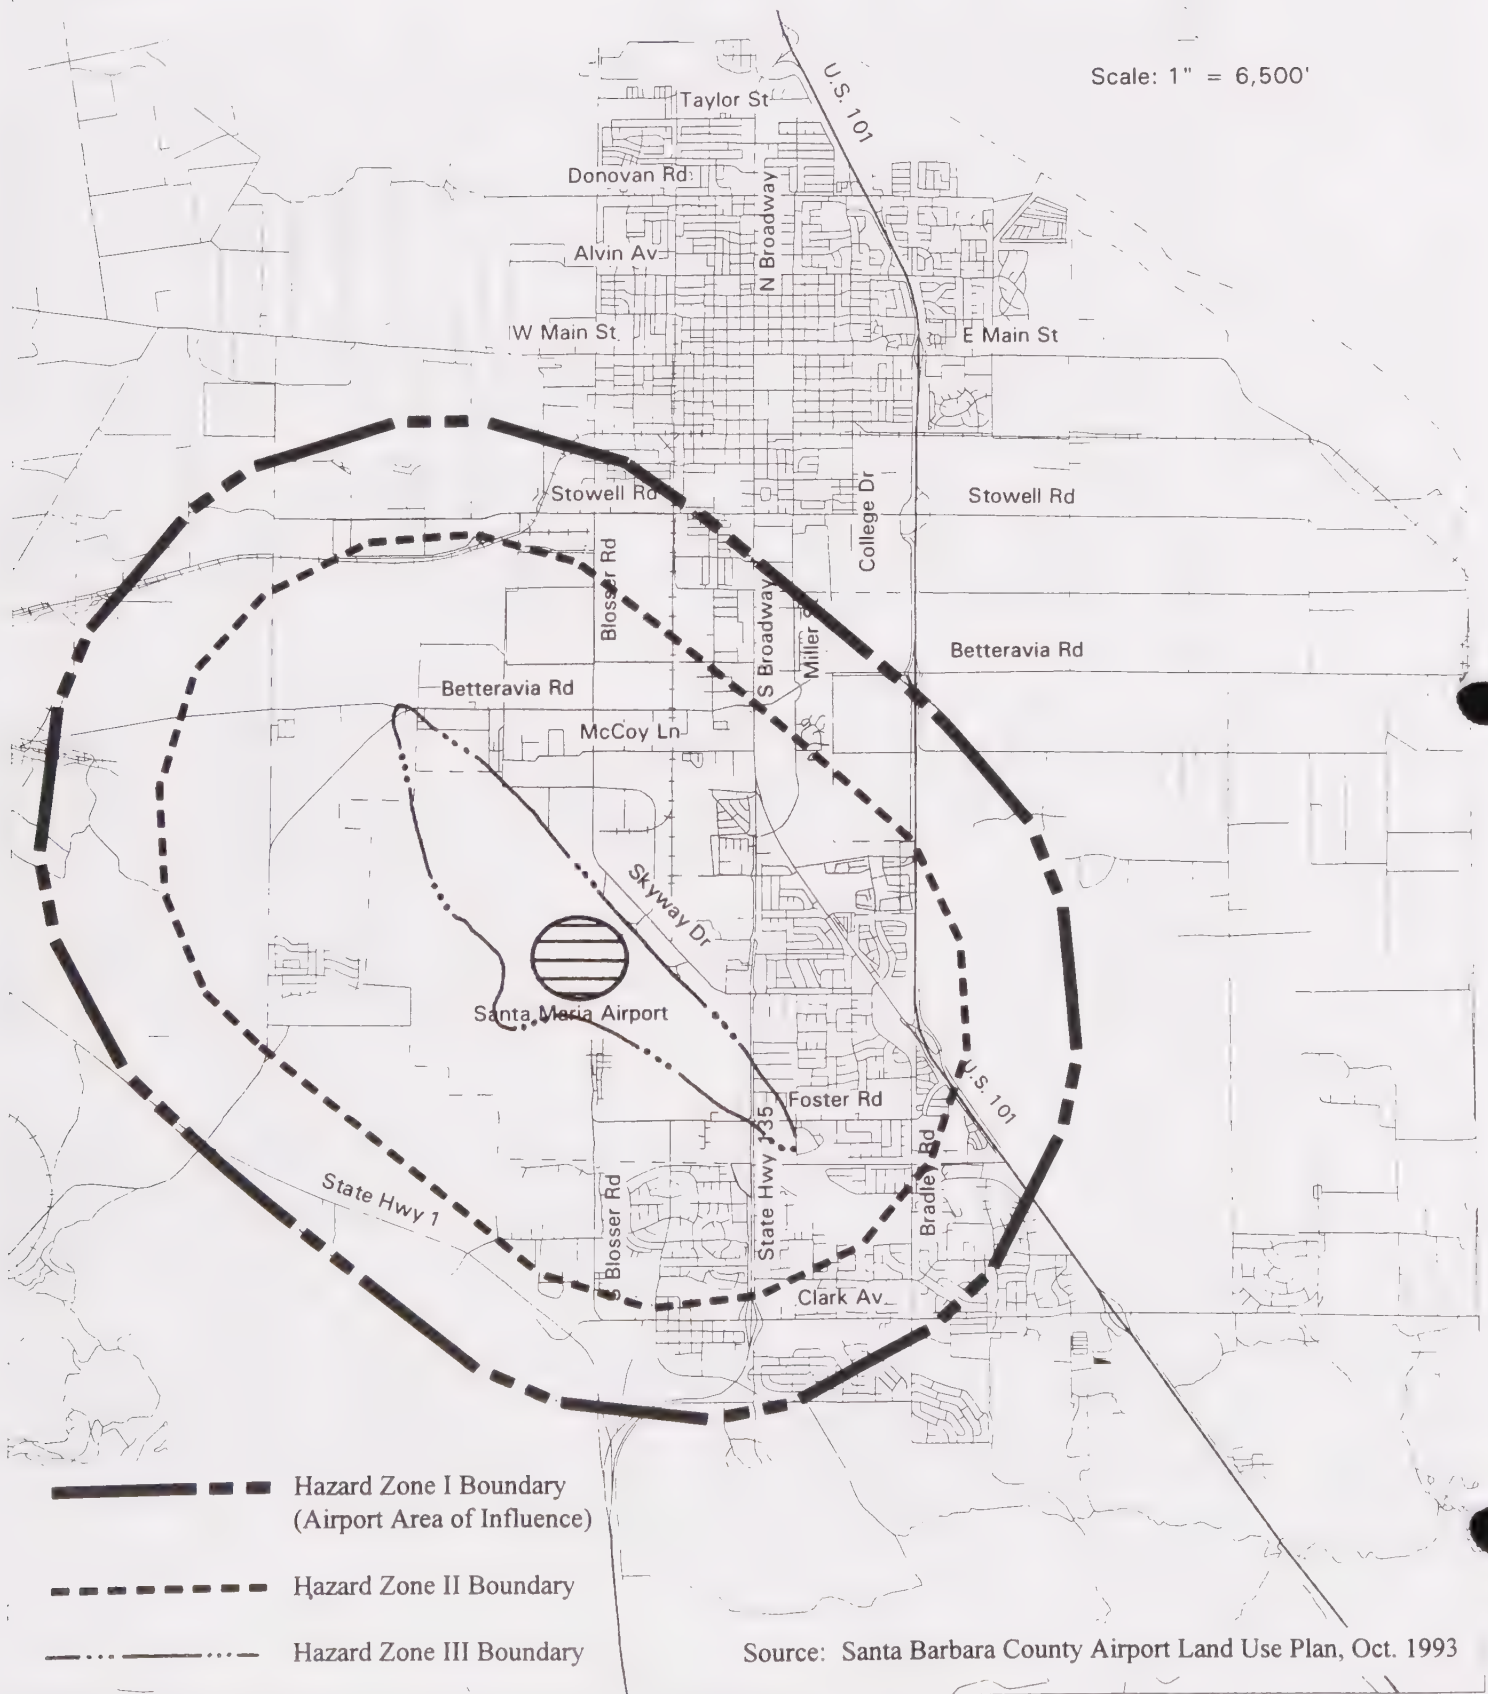 Scale: 1" = 6,500'
U.S. 101
Taylor St
Donovan Rd
N Broadway
Alvin Av
W Main St
E Main St
Stowell Rd
College Dr
Stowell Rd
Blosser Rd
S Broadway
Miller
Betteravia Rd
Betteravia Rd
McCoy Ln
Skyway Dr
Santa Maria Airport
U.S. 101
Foster Rd
State Hwy 135
Bradley Rd
State Hwy 1
S Blosser Rd
Clark Av
Hazard Zone I Boundary
(Airport Area of Influence)
Hazard Zone II Boundary
Hazard Zone III Boundary
Source: Santa Barbara County Airport Land Use Plan, Oct. 1993